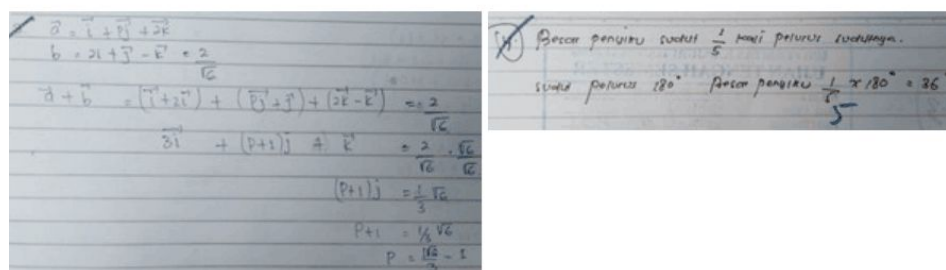 a⃗ = i⃗ + pj⃗ + 2k⃗
b = 2i + j⃗ - k⃗ = 2/√6
a⃗ + b⃗ = (i⃗ + 2i⃗) + (pj⃗ + j⃗) + (2k⃗ - k⃗) = 2/√6
3i⃗ + (p+1)j + k⃗ = 2/√6 . √6/√6
(p+1)j = 1/3 √6
p+1 = 1/3 √6
p = √6/3 - 1
Besar penyiku sudut 1/5 kali pelurus sudutnya.
sudut pelurus 180° Besar penyiku 1/5 x 180° = 36
5